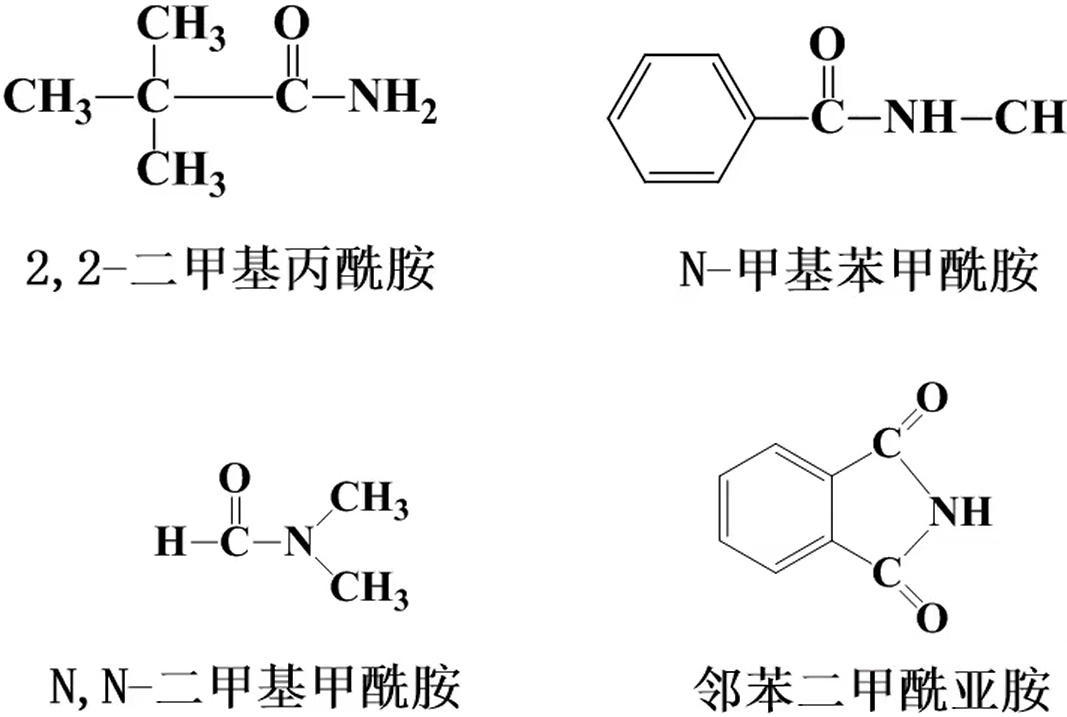 CH₃ O
CH₃-C-C-NH₂
CH₃
2,2-二甲基丙酰胺
O
C-NH-CH
N-甲基苯甲酰胺
O
CH₃
H-C-N
CH₃
N,N-二甲基甲酰胺
O
C
NH
C
O
邻苯二甲酰亚胺